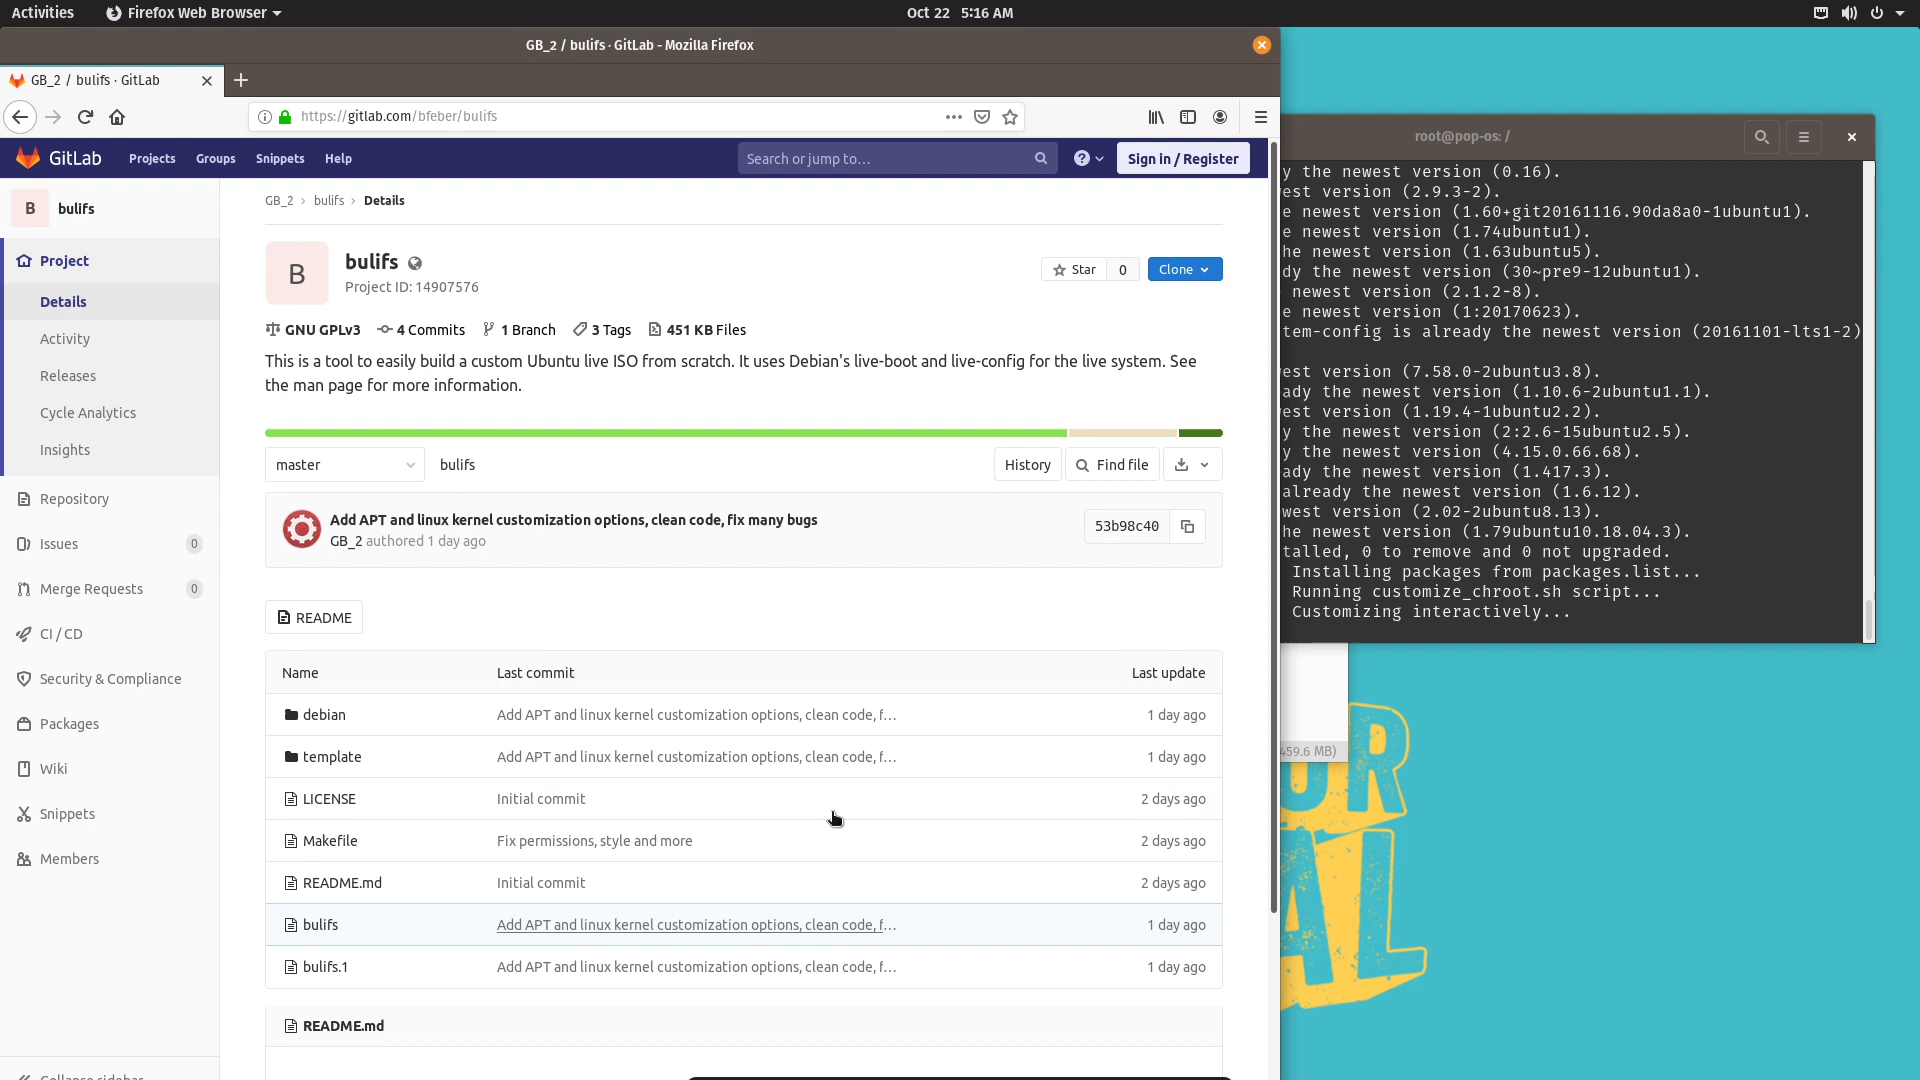 Activities
Firefox Web Browser
Oct 22 5:16 AM
GB_2 / bulifs · GitLab - Mozilla Firefox
GB_2 / bulifs · GitLab
https://gitlab.com/bfeber/bulifs
GitLab
Projects
Groups
Snippets
Help
Search or jump to…
Sign in / Register
B
bulifs
Project
Details
Activity
Releases
Cycle Analytics
Insights
Repository
Issues 0
Merge Requests 0
CI / CD
Security & Compliance
Packages
Wiki
Snippets
Members
Collapse sidebar
GB_2 › bulifs › Details
B
bulifs
Project ID: 14907576
Star 0
Clone
GNU GPLv3 4 Commits 1 Branch 3 Tags 451 KB Files
This is a tool to easily build a custom Ubuntu live ISO from scratch. It uses Debian's live-boot and live-config for the live system. See
the man page for more information.
master
bulifs
History
Find file
Add APT and linux kernel customization options, clean code, fix many bugs
GB_2 authored 1 day ago
53b98c40
README
Name Last commit Last update
debian Add APT and linux kernel customization options, clean code, f… 1 day ago
template Add APT and linux kernel customization options, clean code, f… 1 day ago
LICENSE Initial commit 2 days ago
Makefile Fix permissions, style and more 2 days ago
README.md Initial commit 2 days ago
bulifs Add APT and linux kernel customization options, clean code, f… 1 day ago
bulifs.1 Add APT and linux kernel customization options, clean code, f… 1 day ago
README.md
root@pop-os: /
y the newest version (0.16).
est version (2.9.3-2).
e newest version (1.60+git20161116.90da8a0-1ubuntu1).
e newest version (1.74ubuntu1).
he newest version (1.63ubuntu5).
dy the newest version (30~pre9-12ubuntu1).
newest version (2.1.2-8).
e newest version (1:20170623).
tem-config is already the newest version (20161101-lts1-2)
est version (7.58.0-2ubuntu3.8).
ady the newest version (1.10.6-2ubuntu1.1).
est version (1.19.4-1ubuntu2.2).
y the newest version (2:2.6-15ubuntu2.5).
y the newest version (4.15.0.66.68).
ady the newest version (1.417.3).
already the newest version (1.6.12).
west version (2.02-2ubuntu8.13).
he newest version (1.79ubuntu10.18.04.3).
talled, 0 to remove and 0 not upgraded.
Installing packages from packages.list...
Running customize_chroot.sh script...
Customizing interactively...
459.6 MB)
UR
AL